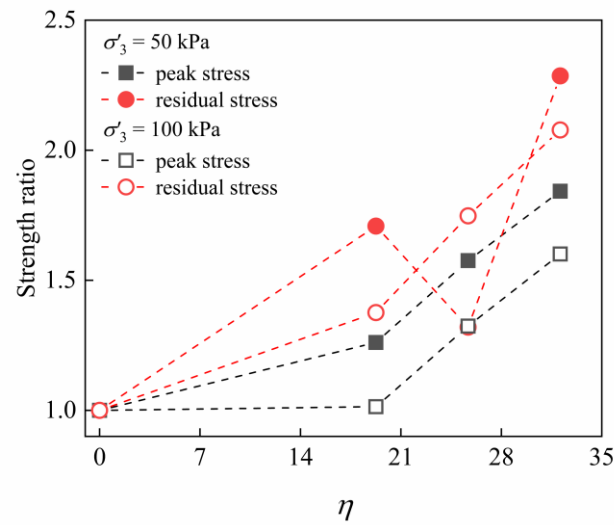 2.5
2.0
1.5
1.0
Strength ratio
σ′₃ = 50 kPa
peak stress
residual stress
σ′₃ = 100 kPa
peak stress
residual stress
0 7 14 21 28 35
η